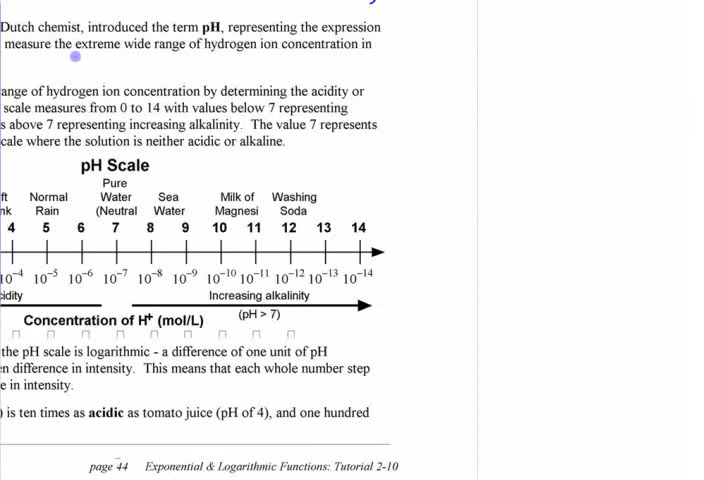 Dutch chemist, introduced the term pH, representing the expression
measure the extreme wide range of hydrogen ion concentration in
ange of hydrogen ion concentration by determining the acidity or
scale measures from 0 to 14 with values below 7 representing
s above 7 representing increasing alkalinity. The value 7 represents
cale where the solution is neither acidic or alkaline.
pH Scale
Pure
ft Normal Water Sea Milk of Washing
nk Rain (Neutral Water Magnesi Soda
4 5 6 7 8 9 10 11 12 13 14
10⁻⁴ 10⁻⁵ 10⁻⁶ 10⁻⁷ 10⁻⁸ 10⁻⁹ 10⁻¹⁰ 10⁻¹¹ 10⁻¹² 10⁻¹³ 10⁻¹⁴
cidity Increasing alkalinity
Concentration of H⁺ (mol/L) (pH > 7)
the pH scale is logarithmic - a difference of one unit of pH
en difference in intensity. This means that each whole number step
e in intensity.
) is ten times as acidic as tomato juice (pH of 4), and one hundred
page 44 Exponential & Logarithmic Functions: Tutorial 2-10